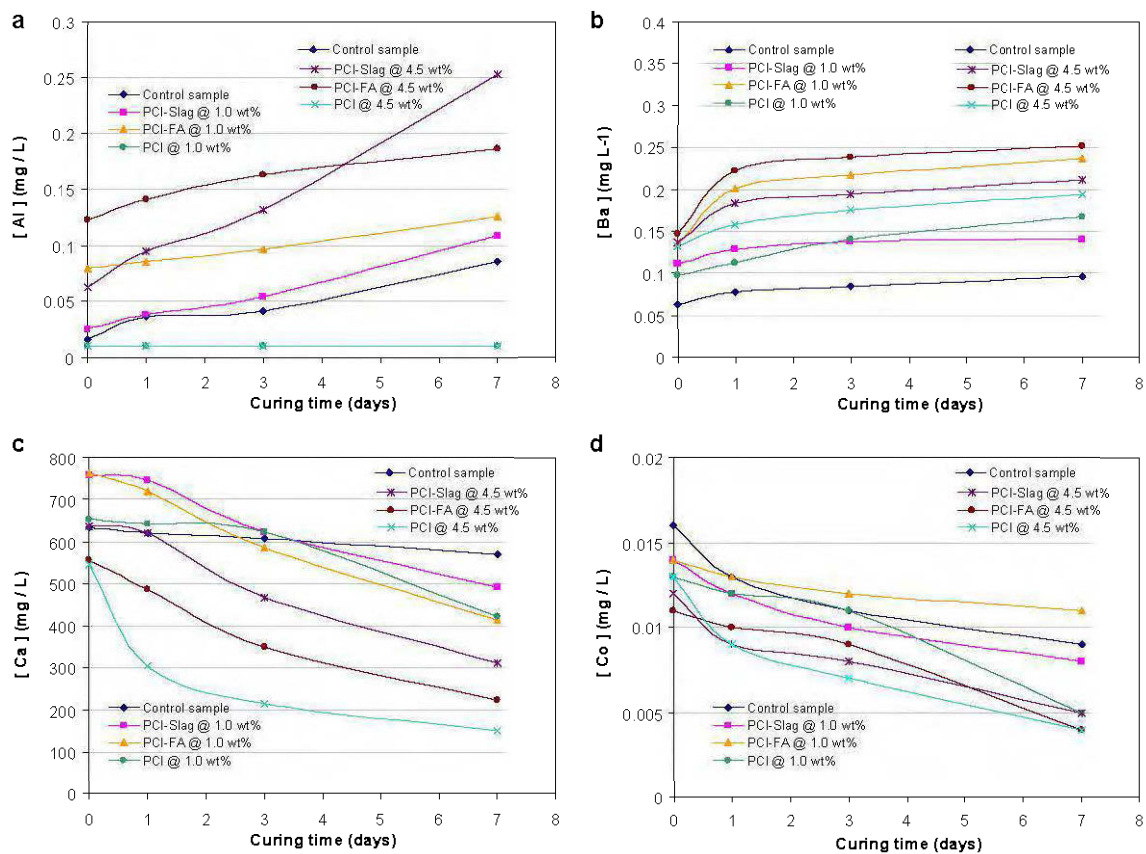 a
0.3
0.25
0.2
0.15
0.1
0.05
0
[ Al ] (mg / L)
Control sample
PCI-Slag @ 1.0 wt%
PCI-FA @ 1.0 wt%
PCI @ 1.0 wt%
Control sample
PCI-Slag @ 4.5 wt%
PCI-FA @ 4.5 wt%
PCI @ 4.5 wt%
0 1 2 3 4 5 6 7 8
Curing time (days)
b
0.4
0.35
0.4
0.25
0.2
0.15
0.1
0.05
0
[ Ba ] (mg L-1)
Control sample
PCI-Slag @ 1.0 wt%
PCI-FA @ 1.0 wt%
PCI @ 1.0 wt%
Control sample
PCI-Slag @ 4.5 wt%
PCI-FA @ 4.5 wt%
PCI @ 4.5 wt%
0 1 2 3 4 5 6 7 8
Curing time (days)
c
800
700
600
500
400
300
200
100
0
[ Ca ] (mg / L)
Control sample
PCI-Slag @ 4.5 wt%
PCI-FA @ 4.5 wt%
PCI @ 4.5 wt%
Control sample
PCI-Slag @ 1.0 wt%
PCI-FA @ 1.0 wt%
PCI @ 1.0 wt%
0 1 2 3 4 5 6 7 8
Curing time (days)
d
0.02
0.015
0.01
0.005
0
[ Co ] (mg / L)
Control sample
PCI-Slag @ 4.5 wt%
PCI-FA @ 4.5 wt%
PCI @ 4.5 wt%
Control sample
PCI-Slag @ 1.0 wt%
PCI-FA @ 1.0 wt%
PCI @ 1.0 wt%
0 1 2 3 4 5 6 7 8
Curing time (days)